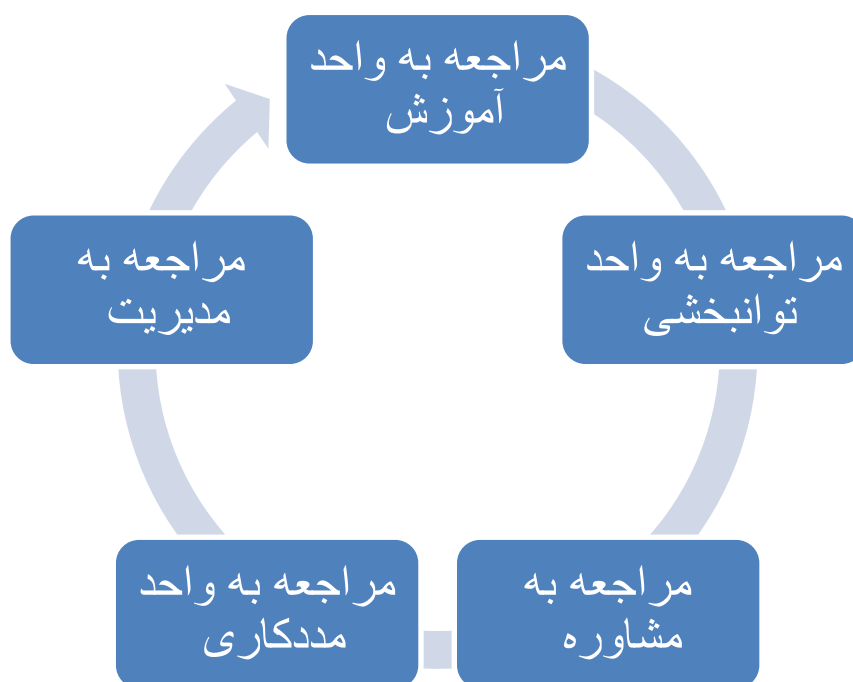 مراجعه به واحد
آموزش
مراجعه به واحد
توانبخشی
مراجعه به
مشاوره
مراجعه به واحد
مددکاری
مراجعه به
مدیریت